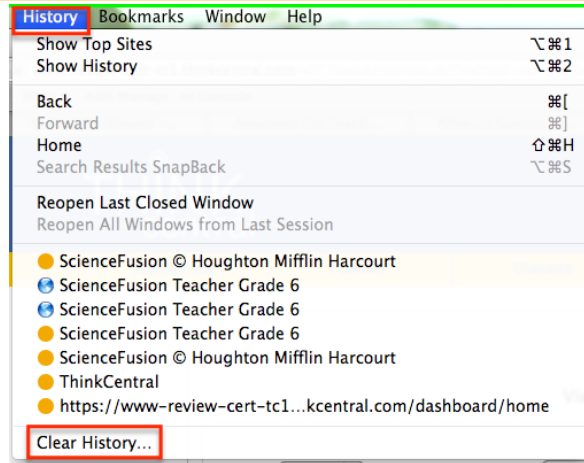 History Bookmarks Window Help
Show Top Sites ⌥⌘1
Show History ⌥⌘2
Back ⌘[
Forward ⌘]
Home ⇧⌘H
Search Results SnapBack ⌥⌘S
Reopen Last Closed Window
Reopen All Windows from Last Session
ScienceFusion © Houghton Mifflin Harcourt
ScienceFusion Teacher Grade 6
ScienceFusion Teacher Grade 6
ScienceFusion Teacher Grade 6
ScienceFusion © Houghton Mifflin Harcourt
ThinkCentral
https://www-review-cert-tc1...kcentral.com/dashboard/home
Clear History...